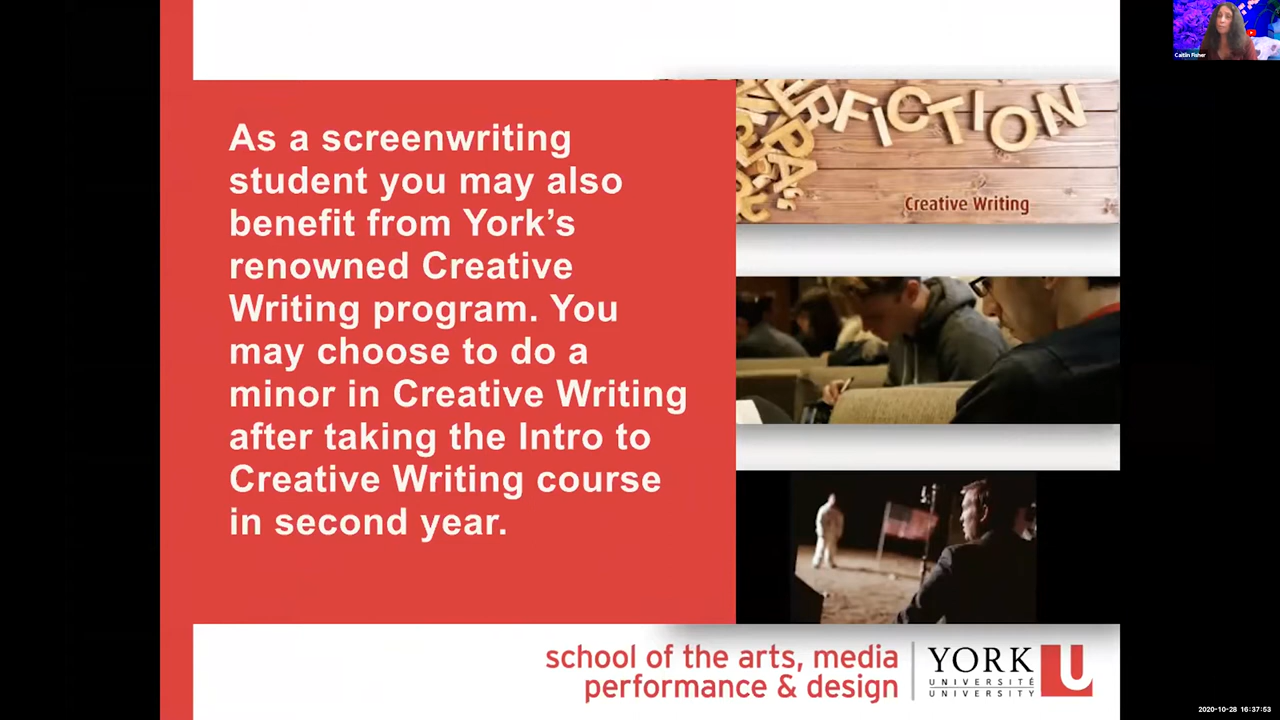 Caitlin Fisher
As a screenwriting
student you may also
benefit from York’s
renowned Creative
Writing program. You
may choose to do a
minor in Creative Writing
after taking the Intro to
Creative Writing course
in second year.
FICTION
Creative Writing
school of the arts, media
performance & design
YORK U
UNIVERSITÉ
UNIVERSITY
2020-10-28 16:37:53